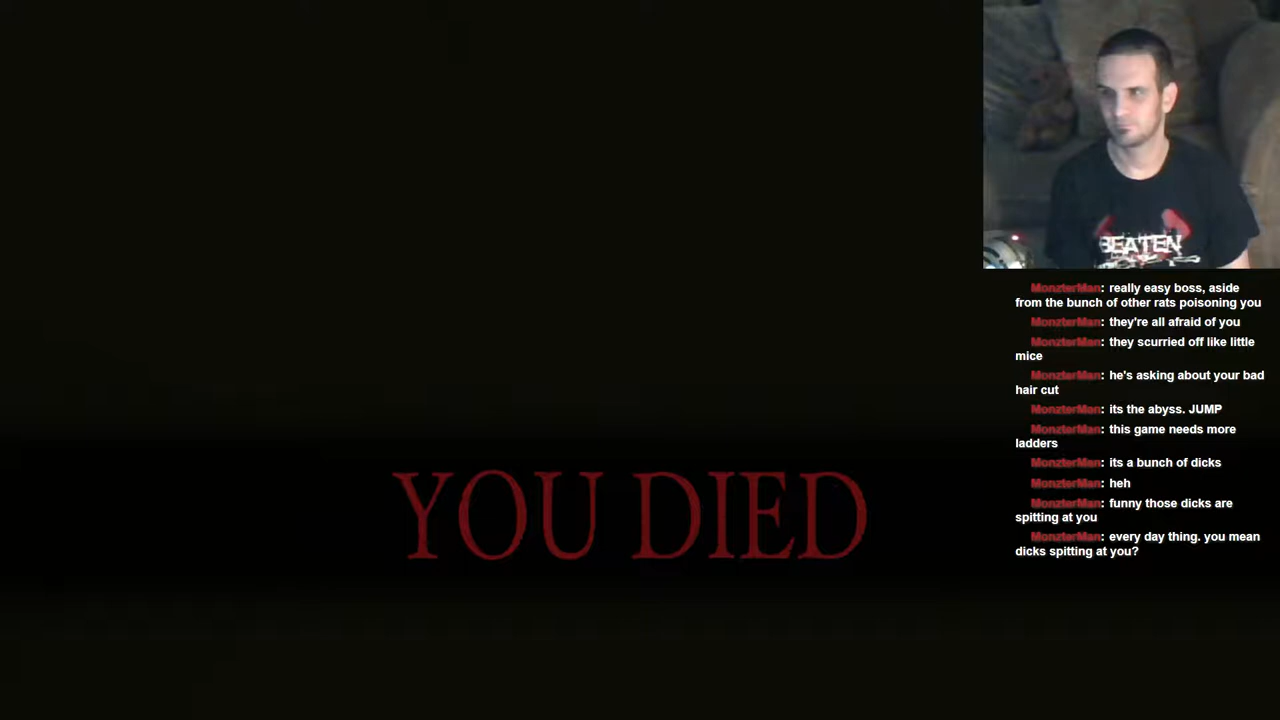 BEATEN
MonzterMan: really easy boss, aside
from the bunch of other rats poisoning you
MonzterMan: they're all afraid of you
MonzterMan: they scurried off like little
mice
MonzterMan: he's asking about your bad
hair cut
MonzterMan: its the abyss. JUMP
MonzterMan: this game needs more
ladders
MonzterMan: its a bunch of dicks
MonzterMan: heh
MonzterMan: funny those dicks are
spitting at you
MonzterMan: every day thing. you mean
dicks spitting at you?
YOU DIED